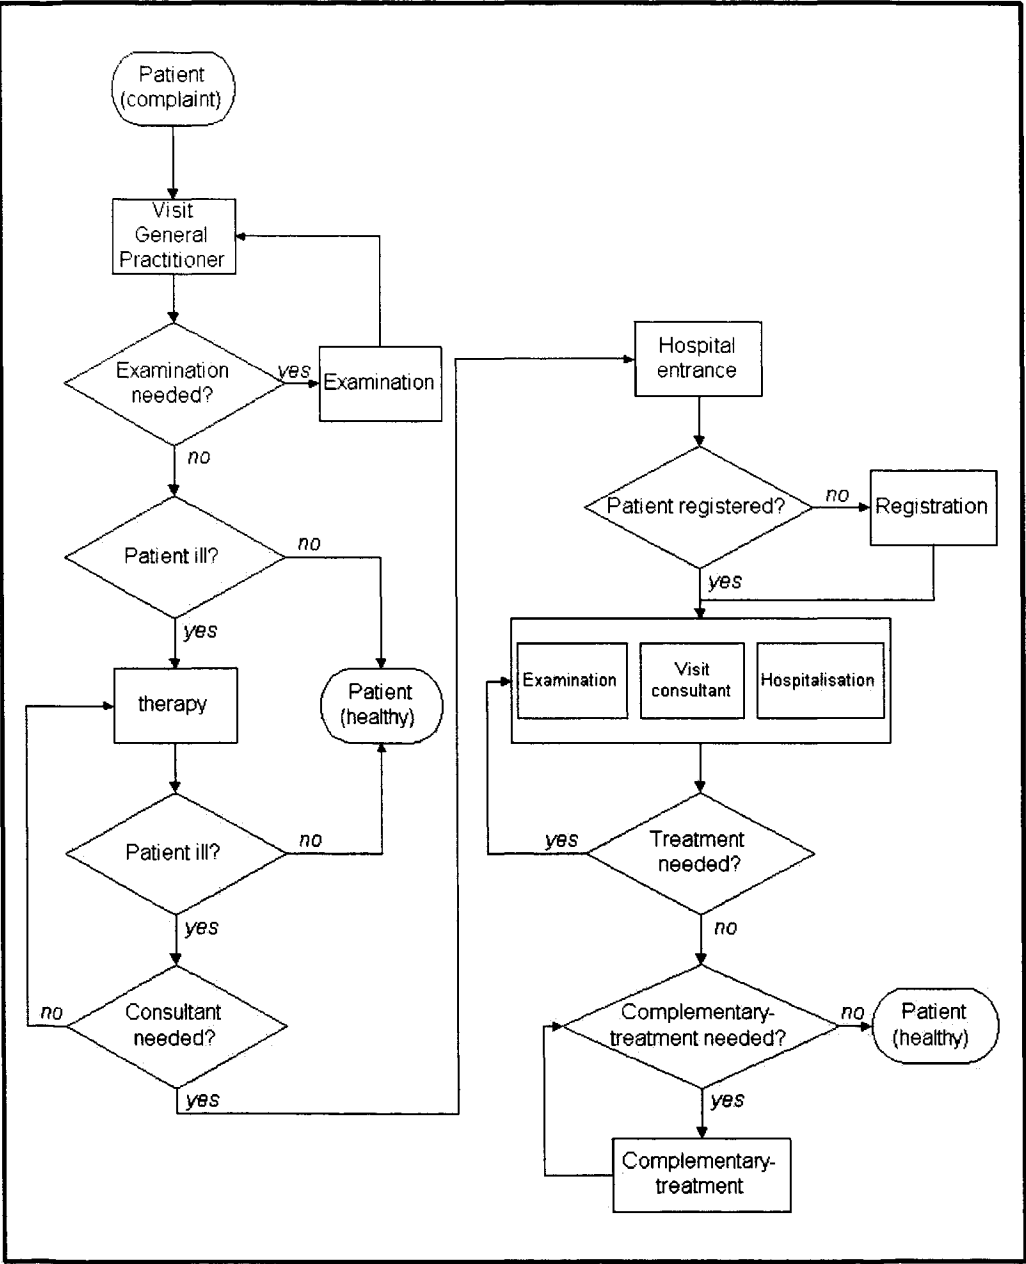 Patient
(complaint)
Visit
General
Practitioner
Examination
needed?
yes
Examination
no
Patient ill?
no
yes
therapy
Patient
(healthy)
Patient ill?
no
yes
Consultant
needed?
no
yes
Hospital
entrance
Patient registered?
no
Registration
yes
Examination
Visit
consultant
Hospitalisation
Treatment
needed?
yes
no
Complementary-
treatment needed?
no
Patient
(healthy)
yes
Complementary-
treatment